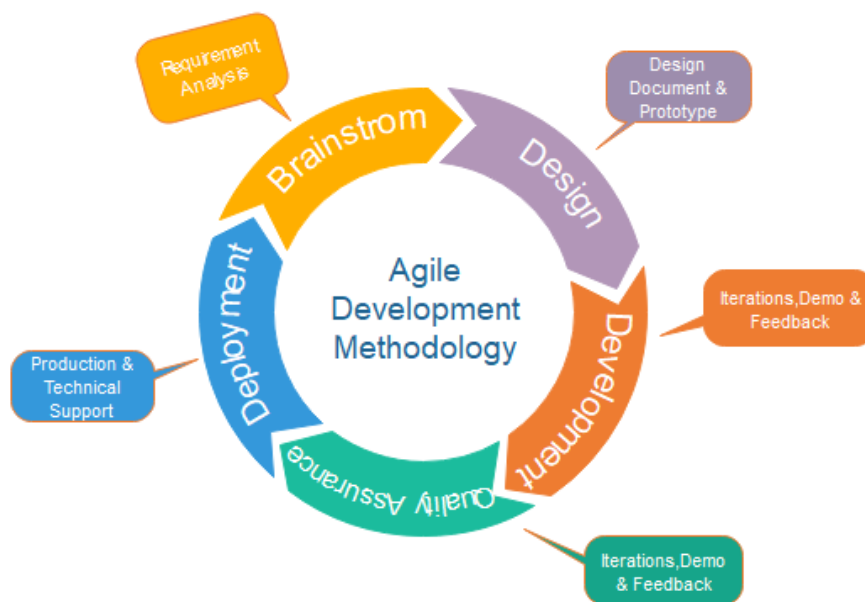 Requirement
Analysis
Brainstrom
Design
Document &
Prototype
Design
Agile
Development
Methodology
Iterations,Demo &
Feedback
Development
Production &
Technical
Support
Deployment
Quality Assurance
Iterations,Demo
& Feedback